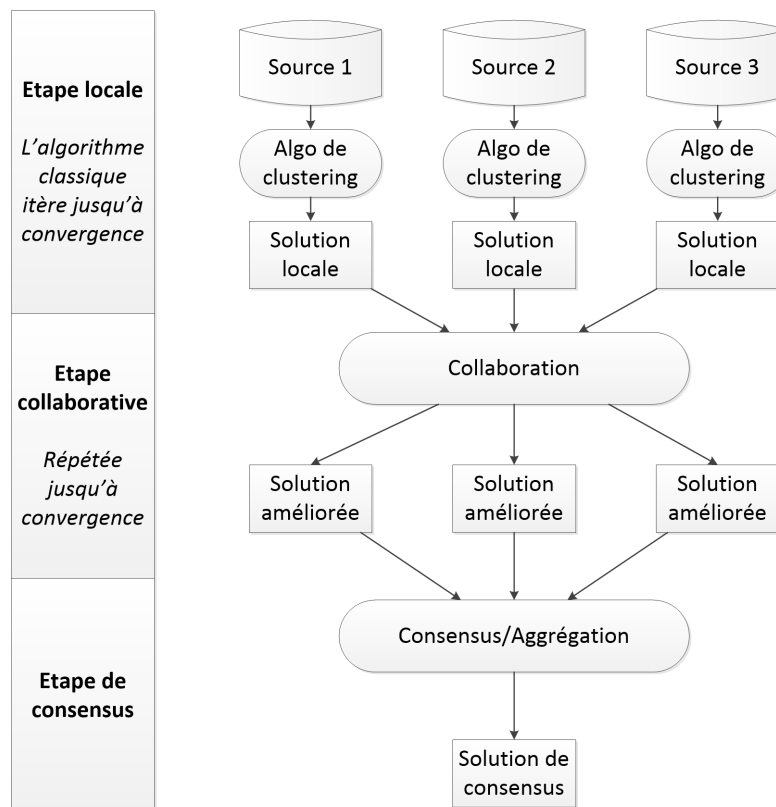 Etape locale
L'algorithme
classique
itère jusqu'à
convergence
Source 1
Source 2
Source 3
Algo de
clustering
Algo de
clustering
Algo de
clustering
Solution
locale
Solution
locale
Solution
locale
Etape
collaborative
Répétée
jusqu'à
convergence
Collaboration
Solution
améliorée
Solution
améliorée
Solution
améliorée
Etape de
consensus
Consensus/Aggrégation
Solution de
consensus